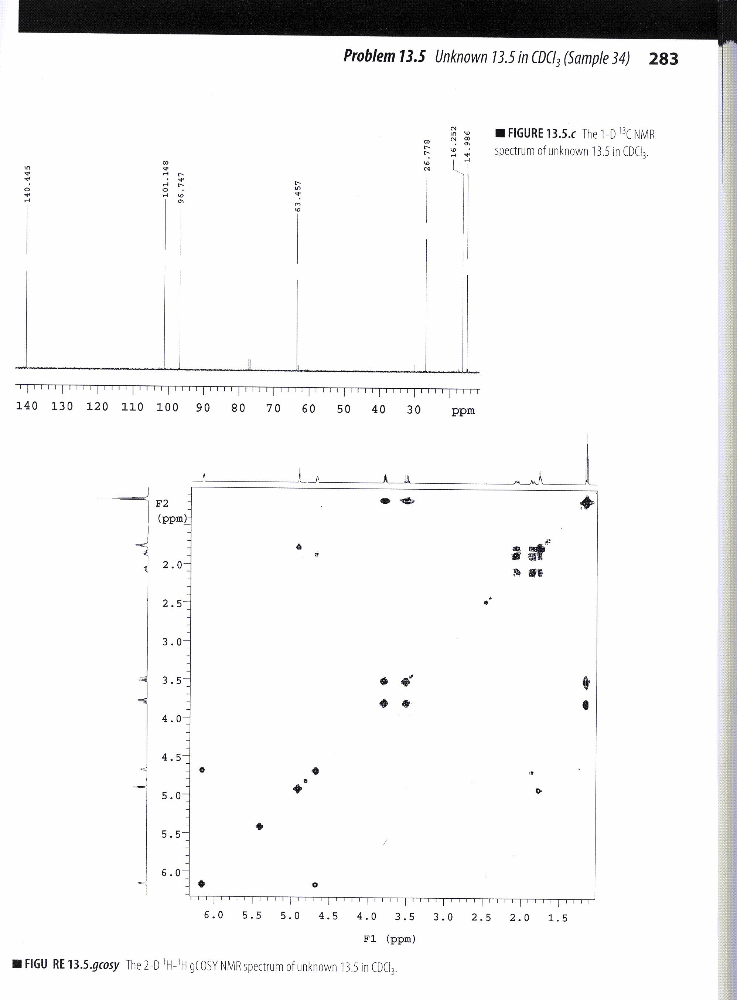 Problem 13.5 Unknown 13.5 in CDCl3 (Sample 34) 283
■ FIGURE 13.5.c The 1-D 13C NMR
spectrum of unknown 13.5 in CDCl3.
140.445
101.148
96.747
63.457
26.778
16.252
14.986
140 130 120 110 100 90 80 70 60 50 40 30 ppm
F2
(ppm)
2.0
2.5
3.0
3.5
4.0
4.5
5.0
5.5
6.0
6.0 5.5 5.0 4.5 4.0 3.5 3.0 2.5 2.0 1.5
F1 (ppm)
■ FIGU RE 13.5.gcosy The 2-D 1H-1H gCOSY NMR spectrum of unknown 13.5 in CDCl3.